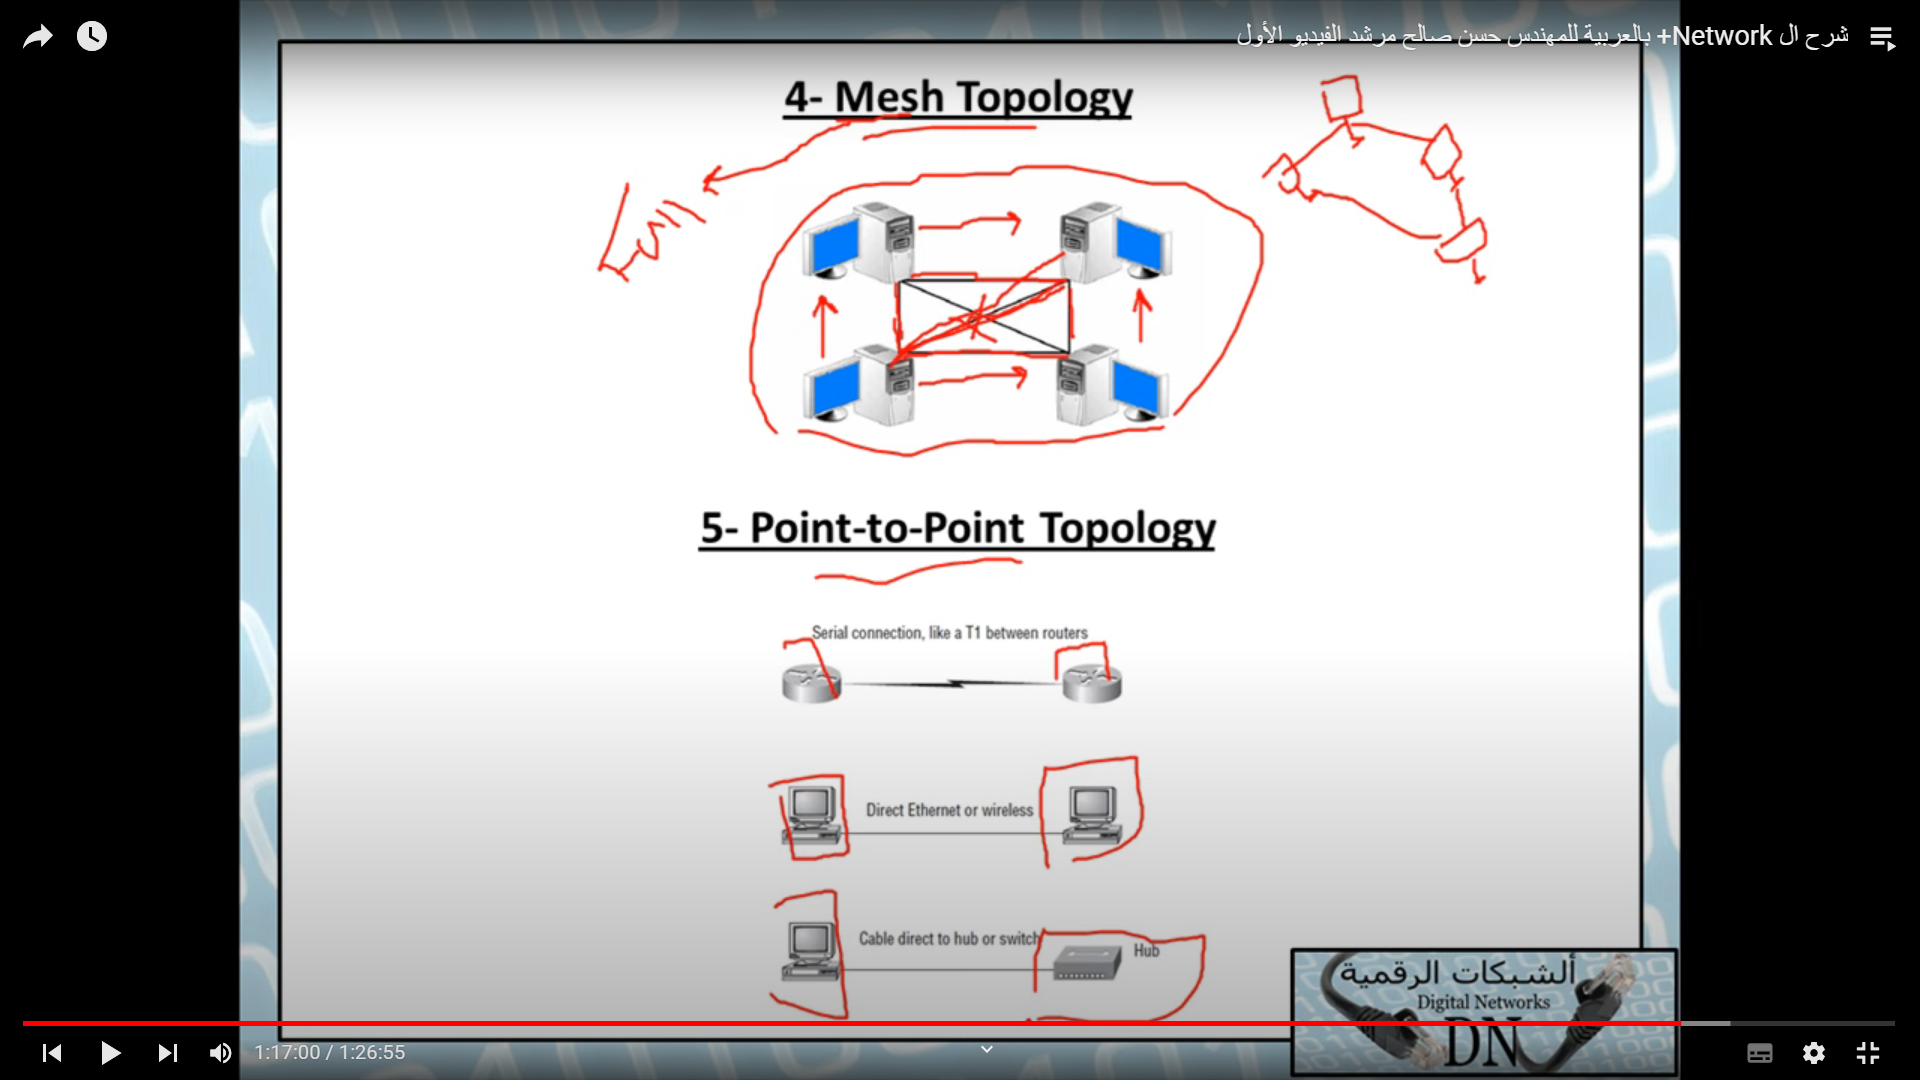 شرح ال Network+ بالعربية للمهندس حسن صالح مرشد الفيديو الأول
4- Mesh Topology
5- Point-to-Point Topology
Serial connection, like a T1 between routers
Direct Ethernet or wireless
Cable direct to hub or switch
Hub
ألشبكات الرقمية
Digital Networks
DN
1:17:00 / 1:26:55